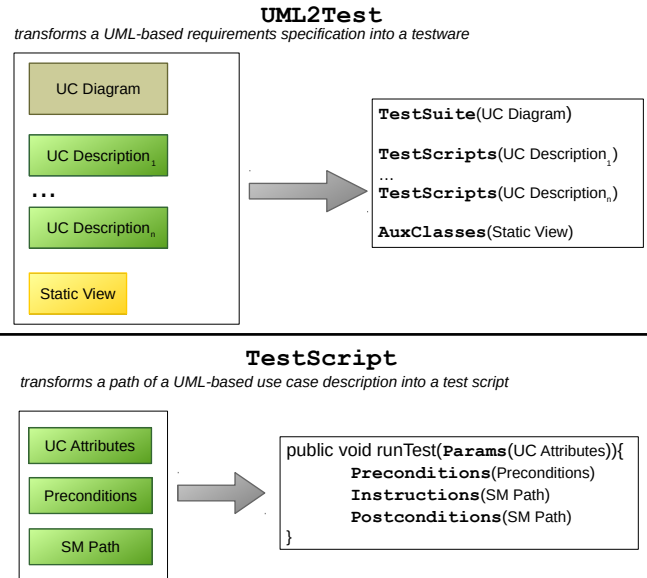 UML2Test
transforms a UML-based requirements specification into a testware
UC Diagram
UC Description1
...
UC Descriptionn
Static View
TestSuite(UC Diagram)
TestScripts(UC Description1)
...
TestScripts(UC Descriptionn)
AuxClasses(Static View)
TestScript
transforms a path of a UML-based use case description into a test script
UC Attributes
Preconditions
SM Path
public void runTest(Params(UC Attributes)){
Preconditions(Preconditions)
Instructions(SM Path)
Postconditions(SM Path)
}